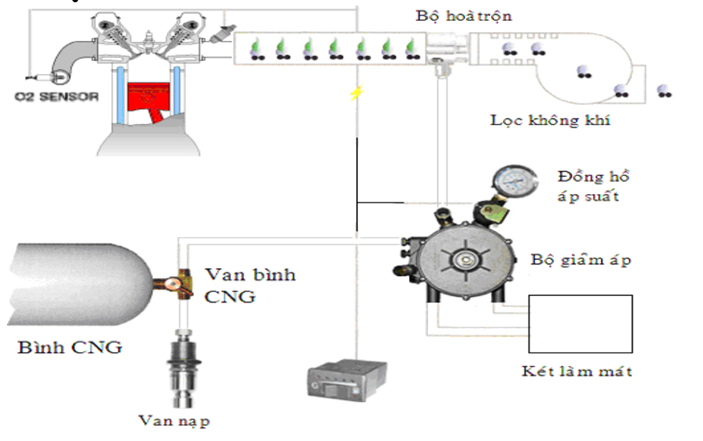 Bộ hoà trộn
O2 SENSOR
Lọc không khí
Đồng hồ
áp suất
Bộ giảm áp
Van bình
CNG
Bình CNG
Két làm mát
Van nạp